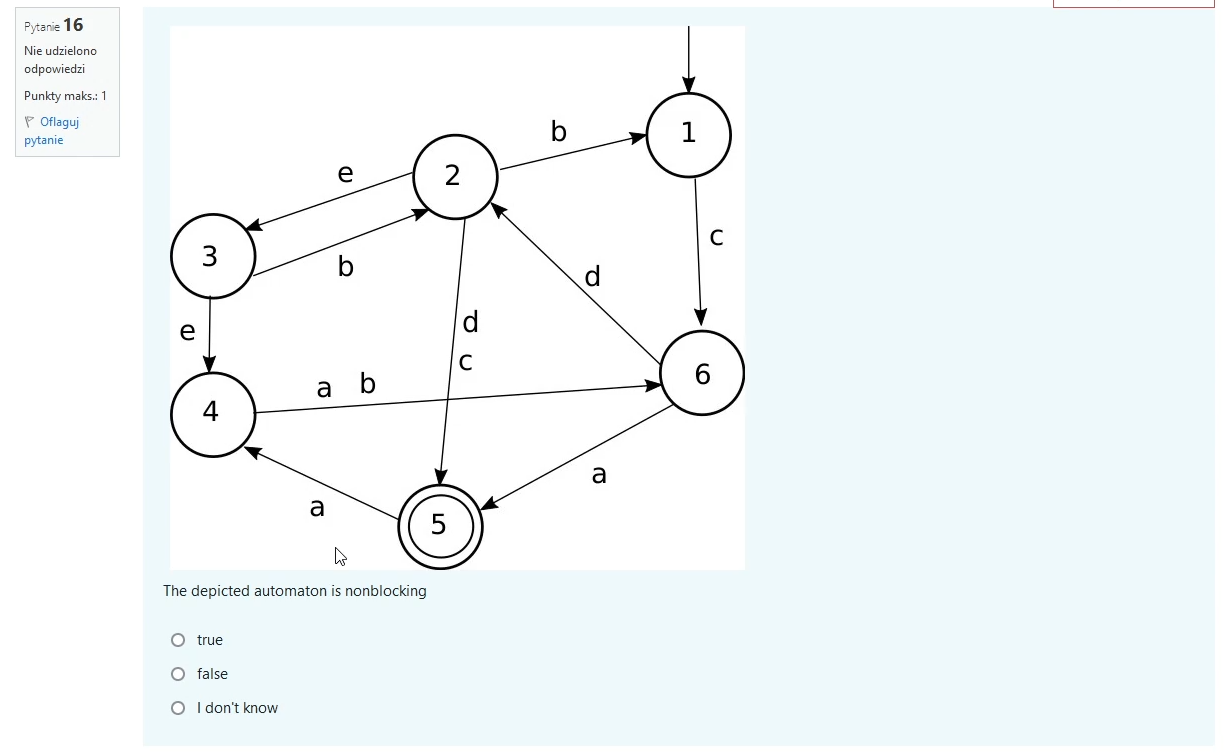 Pytanie 16
Nie udzielono
odpowiedzi
Punkty maks.: 1
Oflaguj
pytanie
1
b
2
e
3
b
c
d
e
d
c
a b
4
6
a
a
5
The depicted automaton is nonblocking
true
false
I don't know